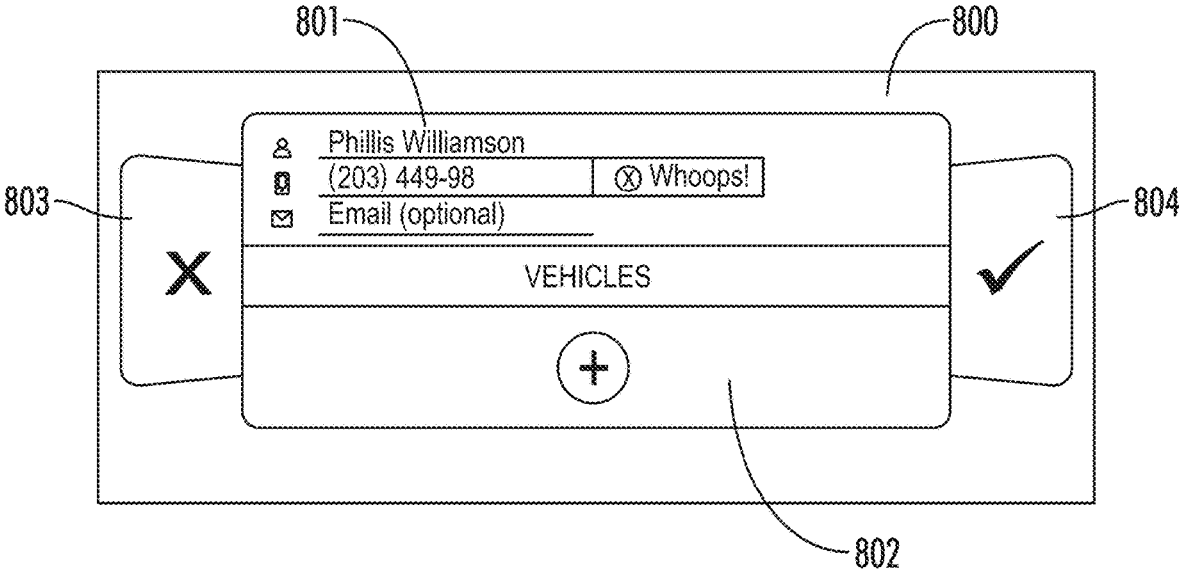 801
800
Phillis Williamson
(203) 449-98
Ⓧ Whoops!
Email (optional)
803
804
X
VEHICLES
+
802